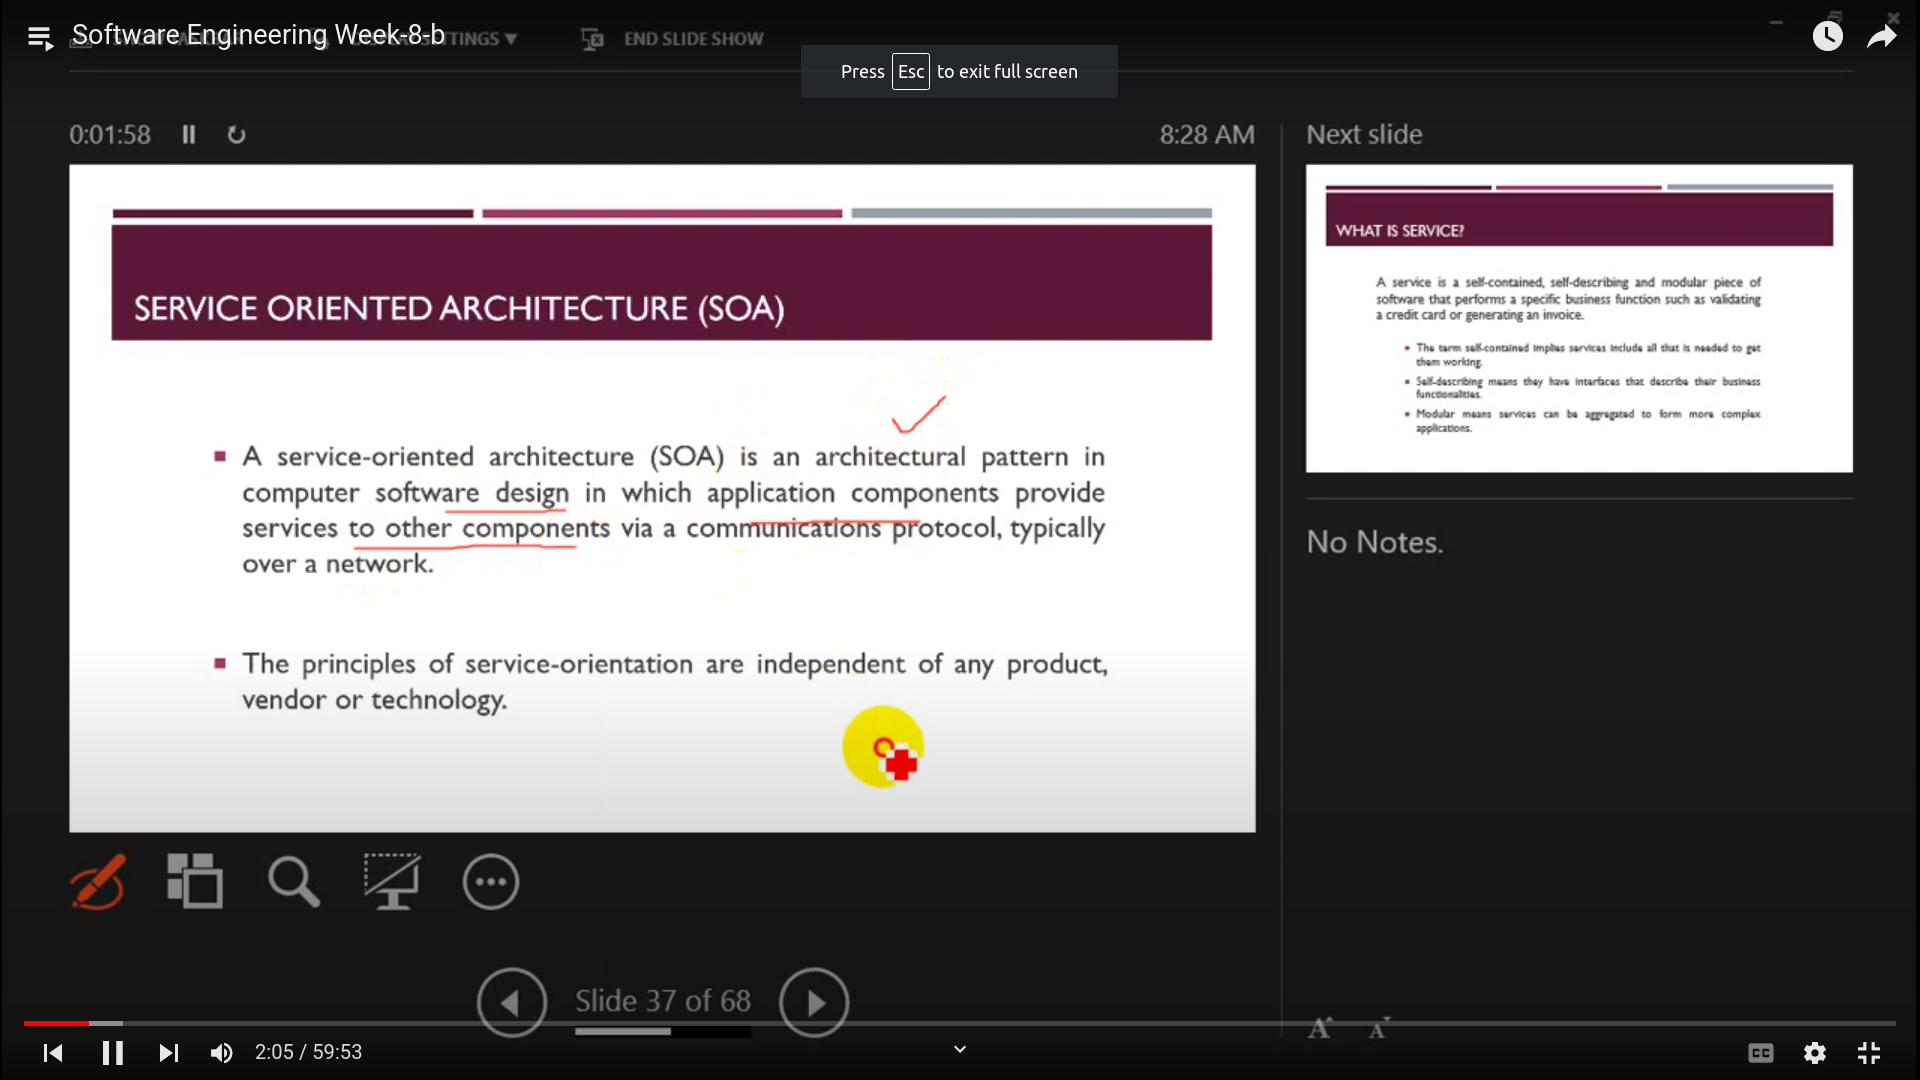 Software Engineering Week-8-b
SETTINGS
END SLIDE SHOW
Press Esc to exit full screen
0:01:58
8:28 AM
SERVICE ORIENTED ARCHITECTURE (SOA)
A service-oriented architecture (SOA) is an architectural pattern in
computer software design in which application components provide
services to other components via a communications protocol, typically
over a network.
The principles of service-orientation are independent of any product,
vendor or technology.
Next slide
WHAT IS SERVICE?
A service is a self-contained, self-describing and modular piece of
software that performs a specific business function such as validating
a credit card or generating an invoice.
The term self-contained implies services include all that is needed to get
them working.
Self-describing means they have interfaces that describe their business
functionalities.
Modular means services can be aggregated to form more complex
applications.
No Notes.
Slide 37 of 68
A A
2:05 / 59:53
CC